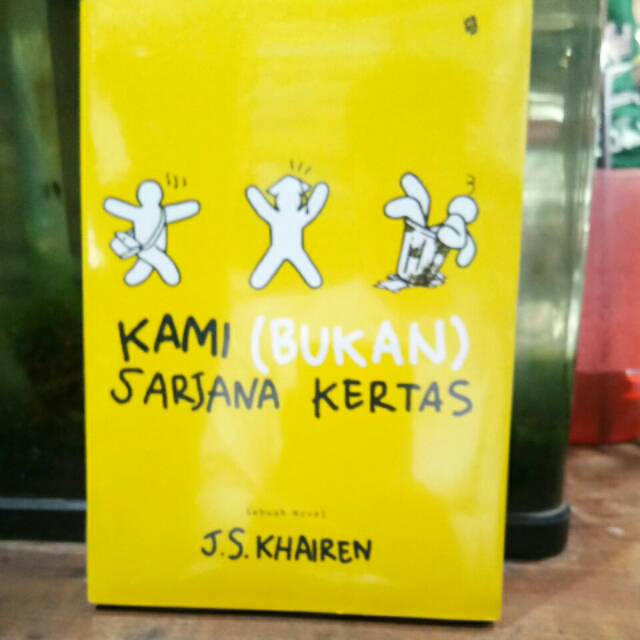 KAMI (BUKAN)
SARJANA KERTAS
Sebuah Novel
J.S. KHAIREN